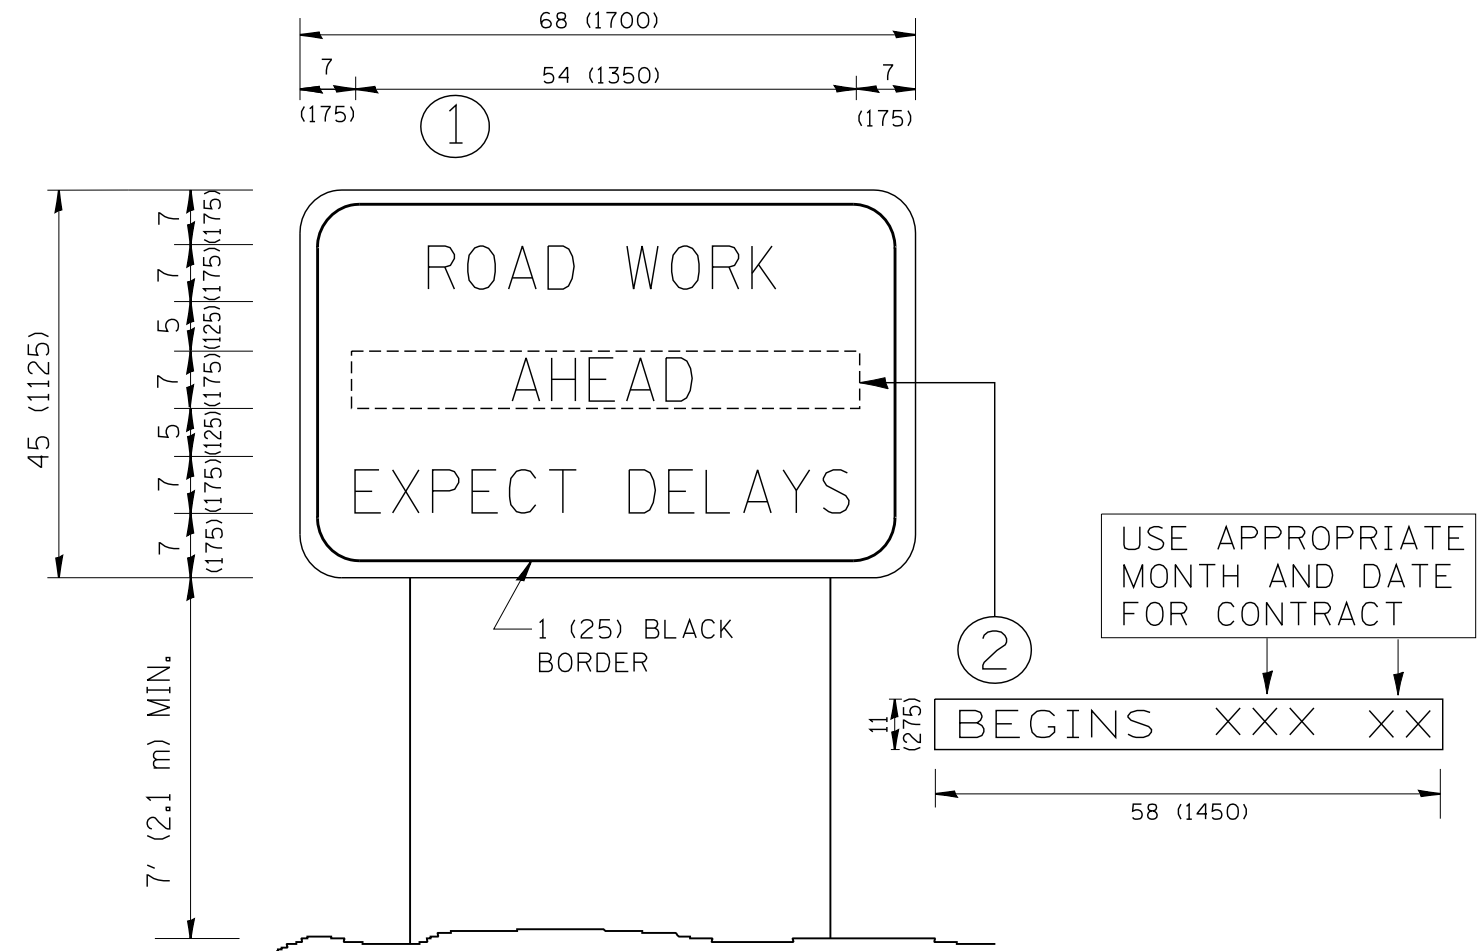 68 (1700)
7
54 (1350)
7
(175)
(175)
1
7
(175)
7
(175)
5
(125)
7
(175)
5
(125)
7
(175)
7
(175)
45 (1125)
ROAD WORK
AHEAD
EXPECT DELAYS
1 (25) BLACK
BORDER
7' (2.1 m) MIN.
USE APPROPRIATE
MONTH AND DATE
FOR CONTRACT
2
11
(275)
BEGINS XXX XX
58 (1450)